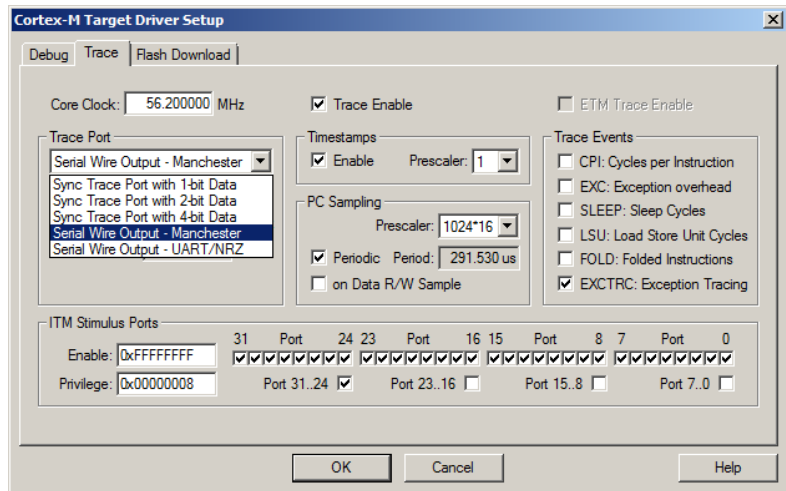 Cortex-M Target Driver Setup
Debug Trace Flash Download
Core Clock: 56.200000 MHz Trace Enable ETM Trace Enable
Trace Port Timestamps Trace Events
Serial Wire Output - Manchester Enable Prescaler: 1 CPI: Cycles per Instruction
Sync Trace Port with 1-bit Data EXC: Exception overhead
Sync Trace Port with 2-bit Data PC Sampling SLEEP: Sleep Cycles
Sync Trace Port with 4-bit Data Prescaler: 1024*16 LSU: Load Store Unit Cycles
Serial Wire Output - Manchester
Serial Wire Output - UART/NRZ Periodic Period: 291.530 us FOLD: Folded Instructions
on Data R/W Sample EXCTRC: Exception Tracing
ITM Stimulus Ports
31 Port 24 23 Port 16 15 Port 8 7 Port 0
Enable: 0xFFFFFFFF
Privilege: 0x00000008 Port 31..24 Port 23..16 Port 15..8 Port 7..0
OK Cancel Help